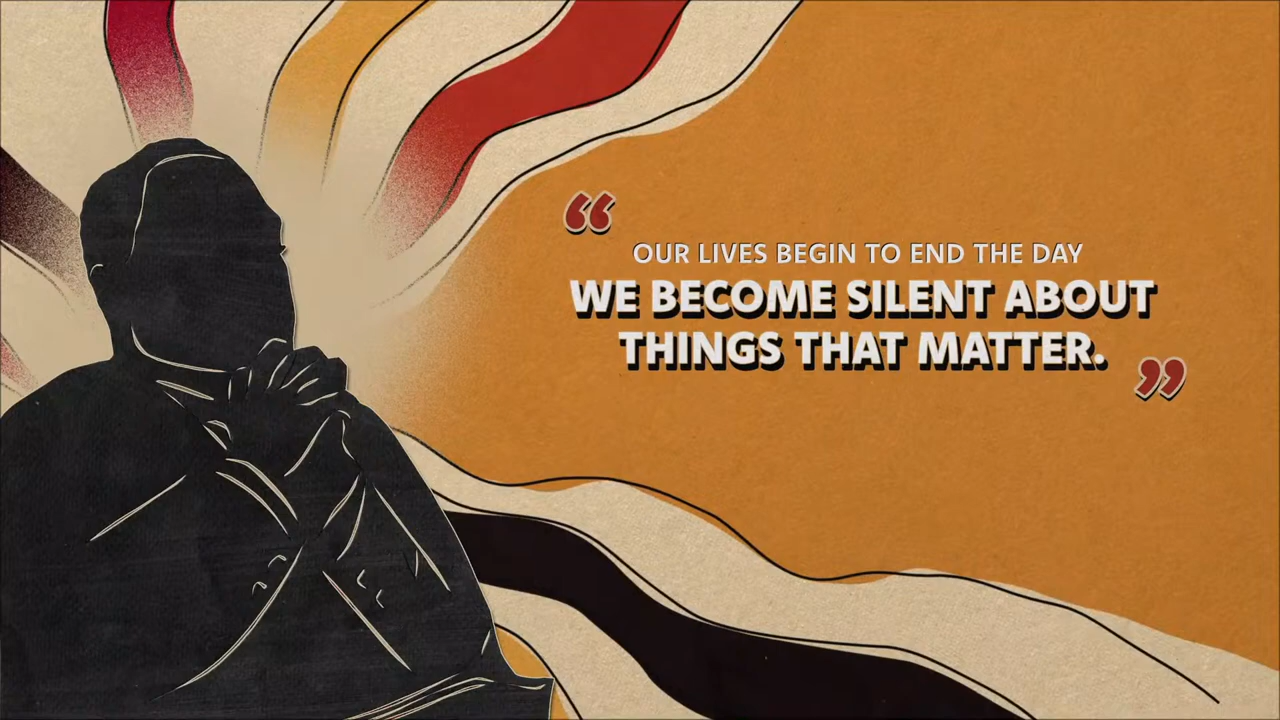 “ OUR LIVES BEGIN TO END THE DAY
WE BECOME SILENT ABOUT
THINGS THAT MATTER. ”